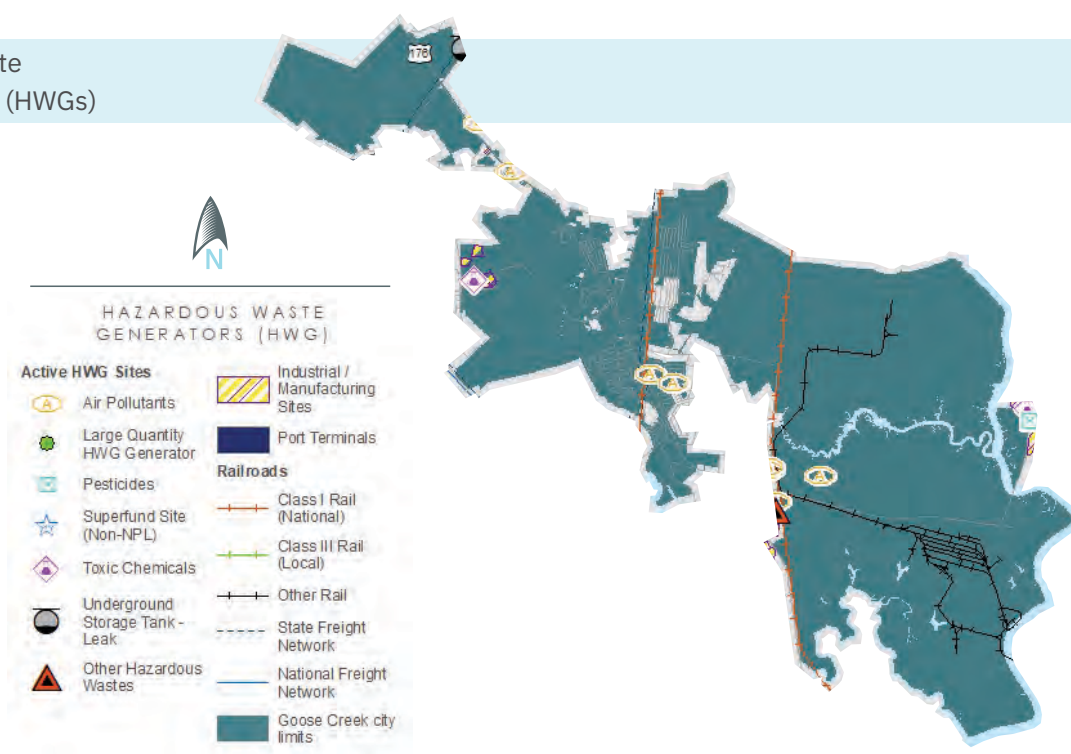 te
(HWGs)
176
N
HAZARDOUS WASTE
GENERATORS (HWG)
Active HWG Sites
A
Air Pollutants
Large Quantity
HWG Generator
Pesticides
Superfund Site
(Non-NPL)
Toxic Chemicals
Underground
Storage Tank -
Leak
Other Hazardous
Wastes
Industrial /
Manufacturing
Sites
Port Terminals
Railroads
Class I Rail
(National)
Class III Rail
(Local)
Other Rail
State Freight
Network
National Freight
Network
Goose Creek city
limits
A
A
A
A